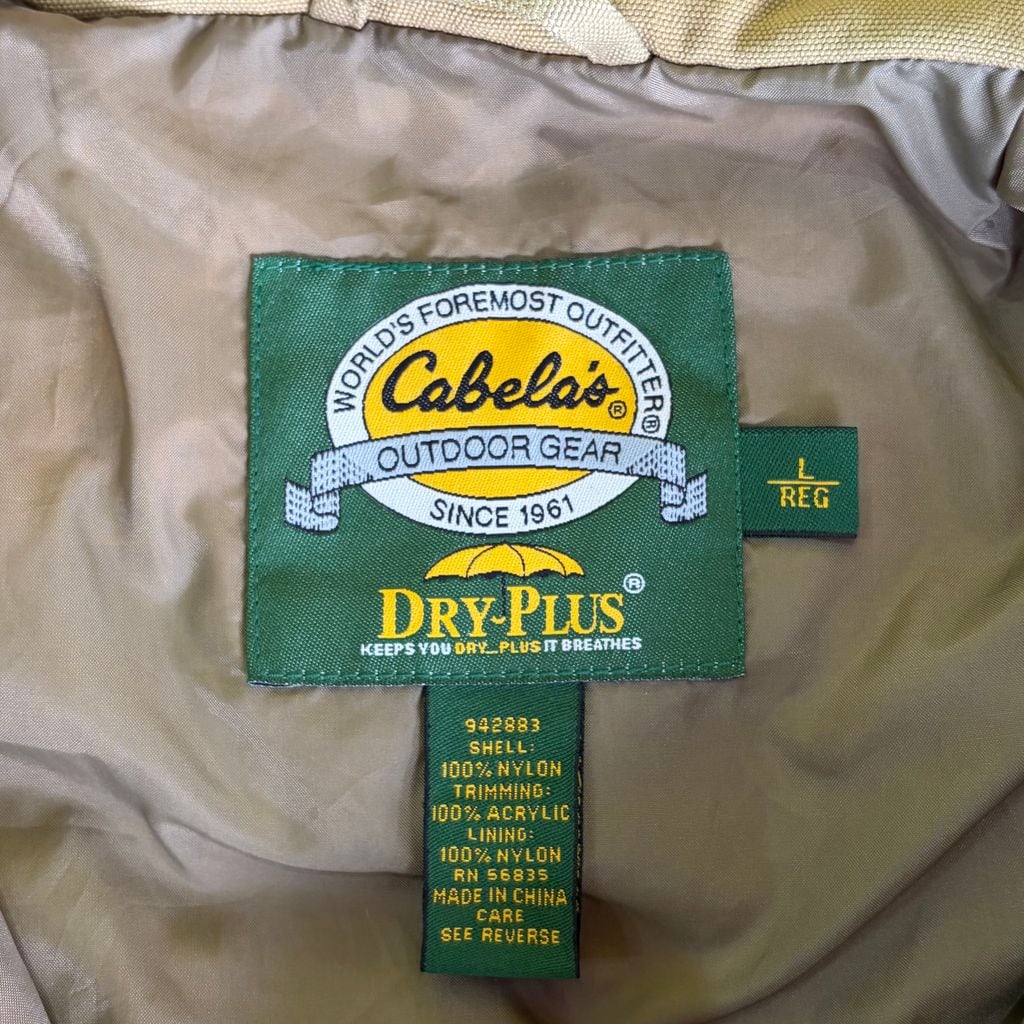 WORLD'S FOREMOST OUTFITTER®
Cabela's®
OUTDOOR GEAR
SINCE 1961
DRY-PLUS®
KEEPS YOU DRY...PLUS IT BREATHES
L
REG
942883
SHELL:
100% NYLON
TRIMMING:
100% ACRYLIC
LINING:
100% NYLON
RN 56835
MADE IN CHINA
CARE
SEE REVERSE